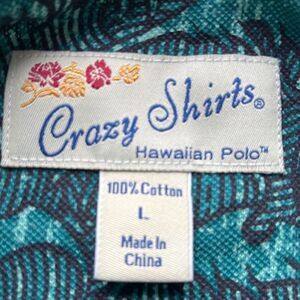 Crazy Shirts®
Hawaiian Polo™
100% Cotton
L
Made In
China